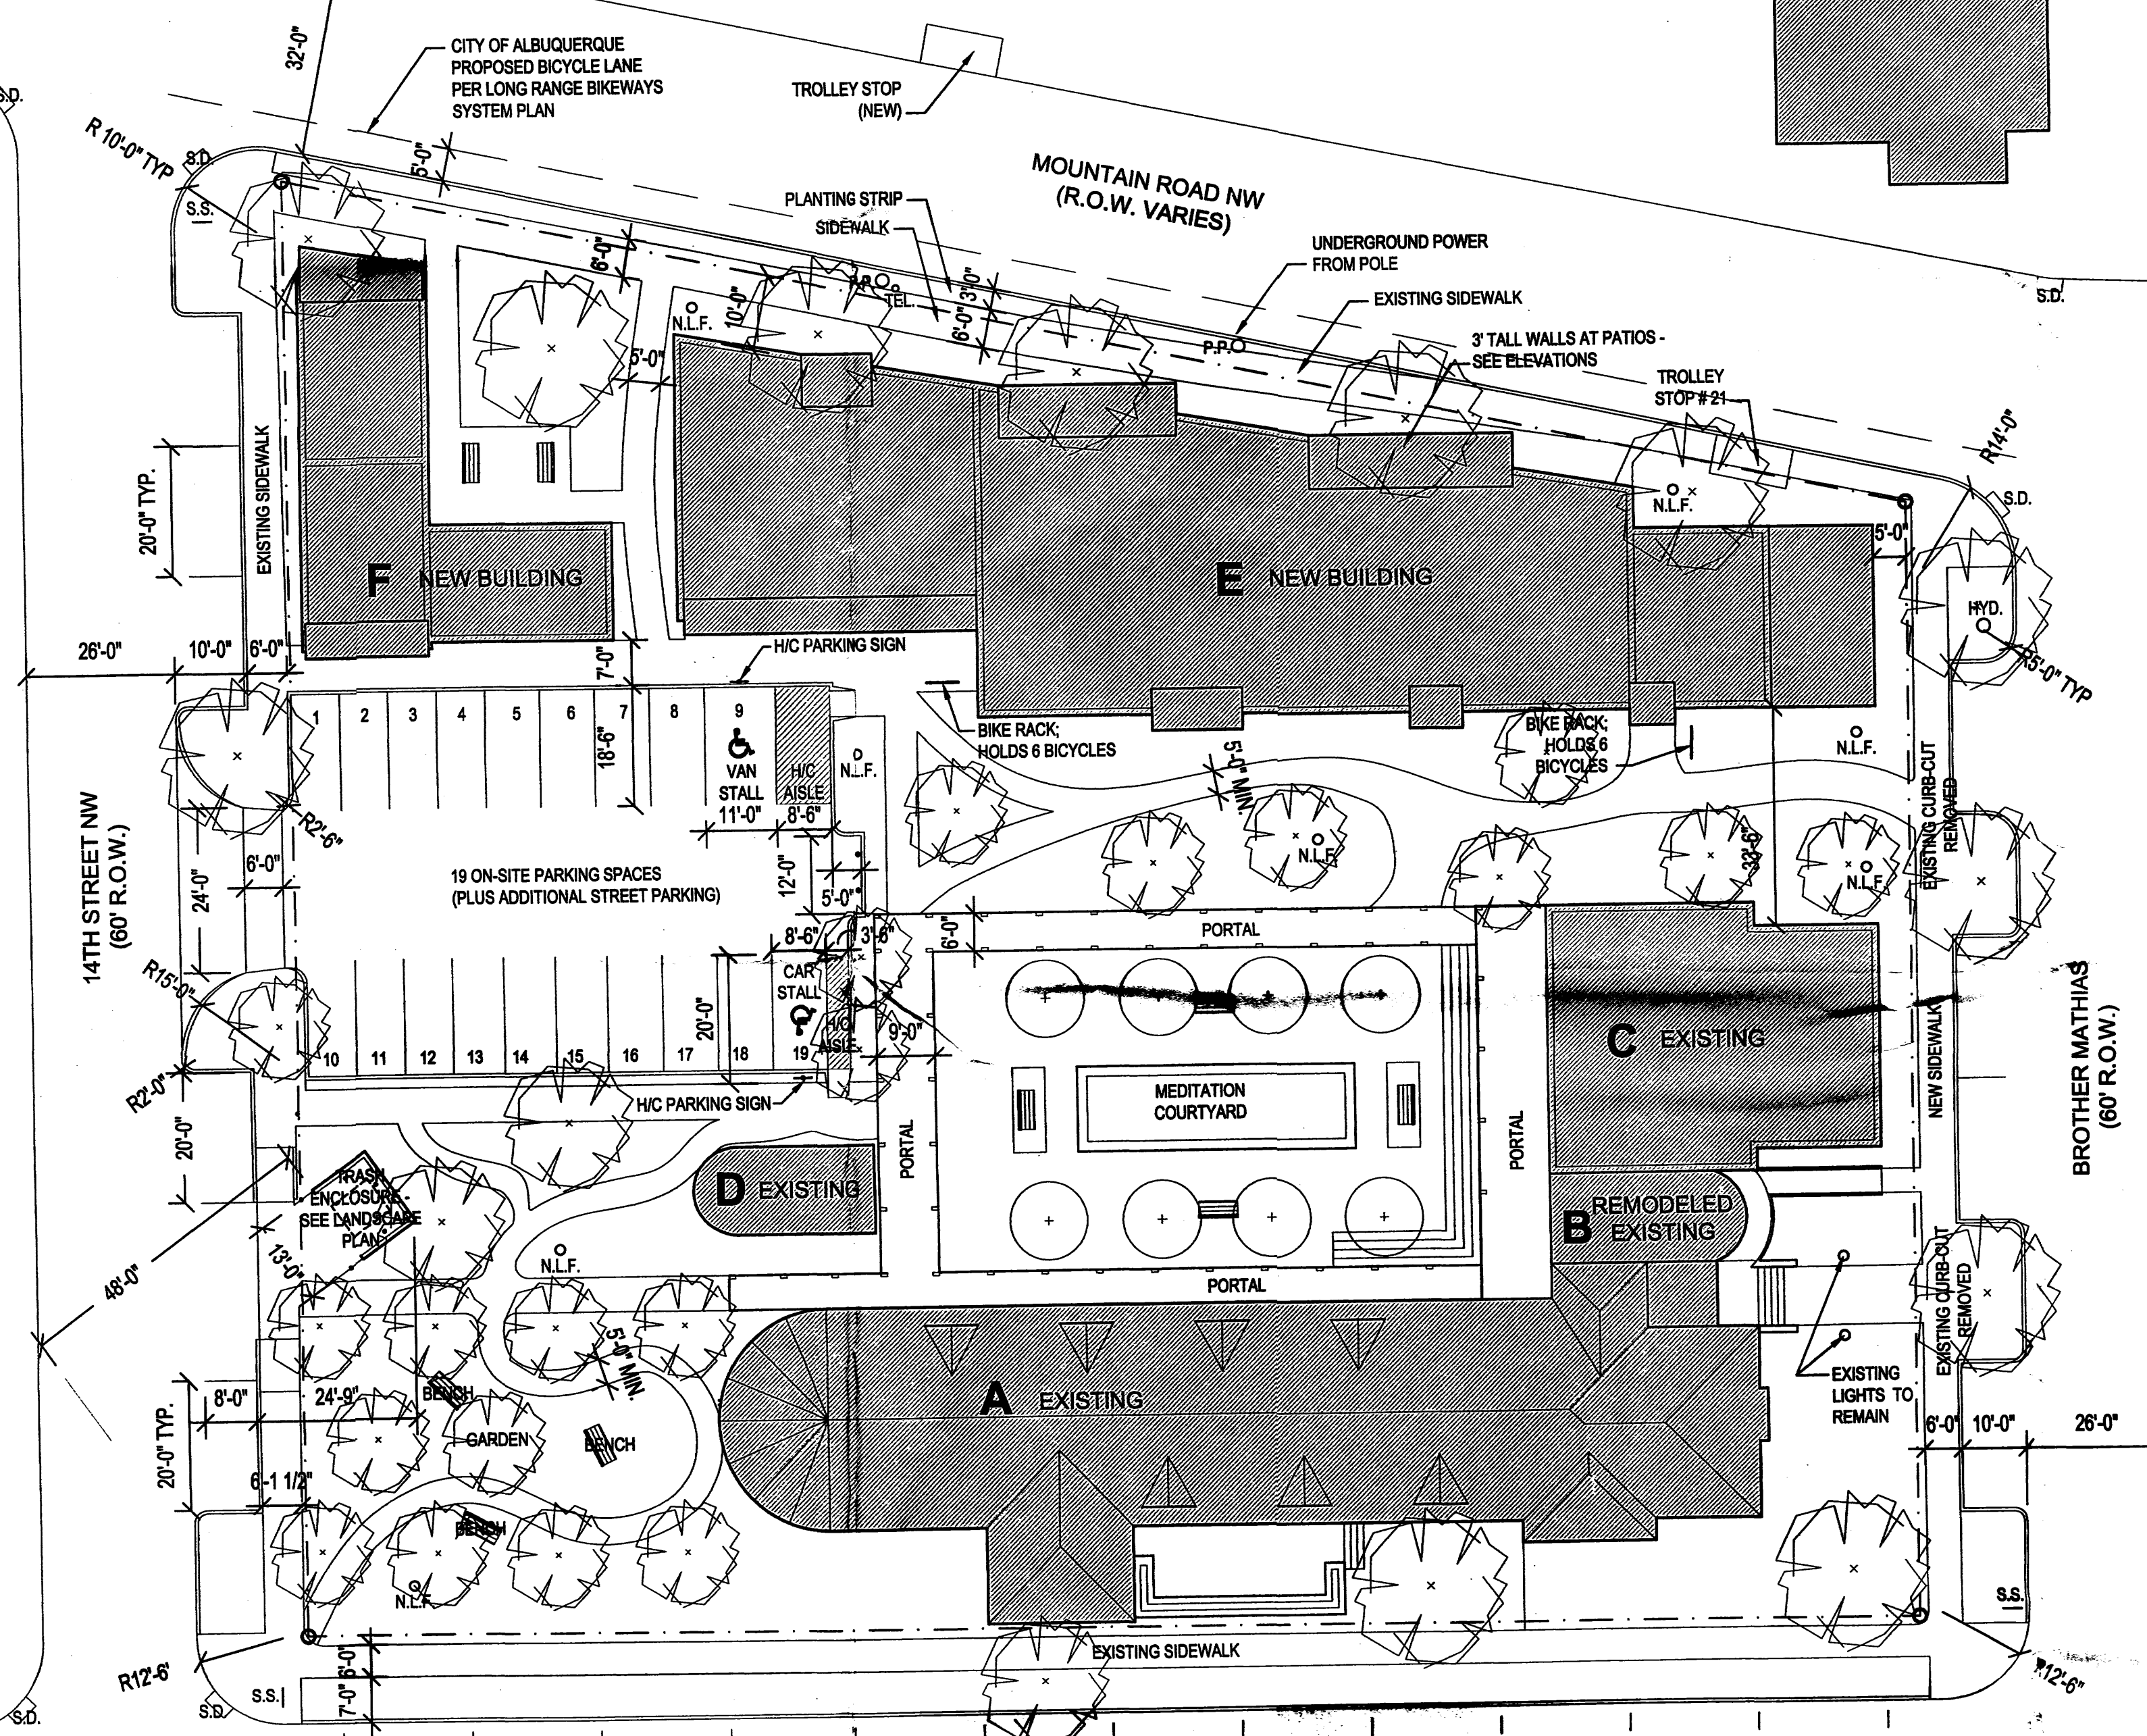 32'-0"
CITY OF ALBUQUERQUE
PROPOSED BICYCLE LANE
PER LONG RANGE BIKEWAYS
SYSTEM PLAN
TROLLEY STOP
(NEW)
S.D.
R 10'-0" TYP
S.D.
S.S.
5'-0"
MOUNTAIN ROAD NW
(R.O.W. VARIES)
PLANTING STRIP
SIDEWALK
UNDERGROUND POWER
FROM POLE
EXISTING SIDEWALK
S.D.
6'-0"
10'-0"
P.P.
TEL.
3'-0"
6'-0"
N.L.F.
P.P.
3' TALL WALLS AT PATIOS -
SEE ELEVATIONS
TROLLEY
STOP # 21
5'-0"
R14'-0"
S.D.
N.L.F.
5'-0"
EXISTING SIDEWALK
20'-0" TYP.
F NEW BUILDING
E NEW BUILDING
HYD.
R5'-0" TYP
26'-0"
10'-0"
6'-0"
7'-0"
H/C PARKING SIGN
1
2
3
4
5
6
7
8
9
18'-6"
VAN
STALL
11'-0"
H/C
AISLE
8'-6"
N.L.F.
BIKE RACK;
HOLDS 6 BICYCLES
5'-0" MIN.
BIKE RACK;
HOLDS 6
BICYCLES
N.L.F.
EXISTING CURB-CUT
REMOVED
R2'-6"
14TH STREET NW
(60' R.O.W.)
24'-0"
6'-0"
19 ON-SITE PARKING SPACES
(PLUS ADDITIONAL STREET PARKING)
12'-0"
5'-0"
N.L.F.
33'-6"
N.L.F.
8'-6"
3'-6"
6'-0"
PORTAL
R15'-0"
CAR
STALL
H/C
AISLE
20'-0"
9'-0"
10
11
12
13
14
15
16
17
18
19
H/C PARKING SIGN
C EXISTING
NEW SIDEWALK
BROTHER MATHIAS
(60' R.O.W.)
R2'-0"
20'-0"
MEDITATION
COURTYARD
PORTAL
PORTAL
TRASH
ENCLOSURE -
SEE LANDSCAPE
PLAN
D EXISTING
B REMODELED
EXISTING
48'-0"
13'-0"
N.L.F.
PORTAL
EXISTING CURB-CUT
REMOVED
5'-0" MIN.
8'-0"
24'-9"
BENCH
A EXISTING
EXISTING
LIGHTS TO
REMAIN
20'-0" TYP.
GARDEN
BENCH
6'-0"
10'-0"
26'-0"
6-1 1/2"
BENCH
N.L.F.
S.S.
EXISTING SIDEWALK
R12'-6'
6'-0"
7'-0"
R12'-6"
S.S.
S.D.
S.D.